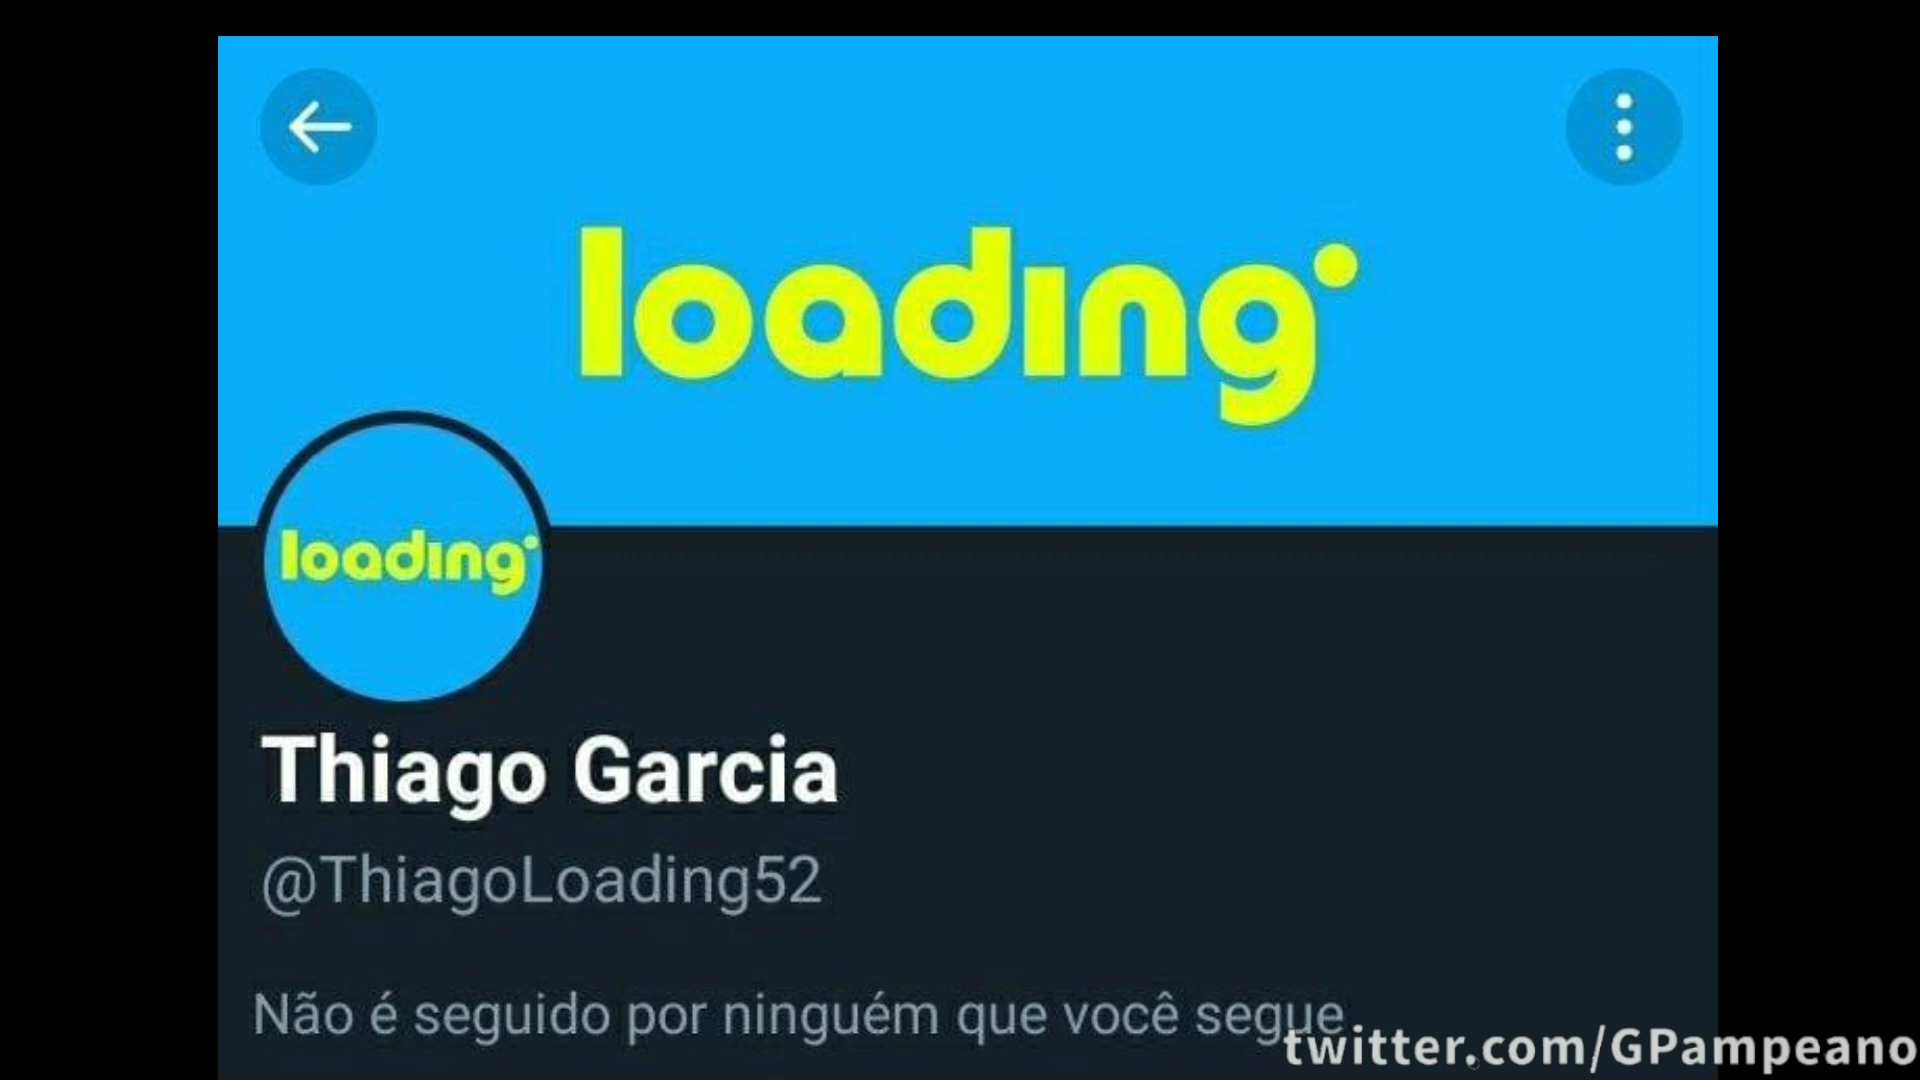 loading
loading
Thiago Garcia
@ThiagoLoading52
Não é seguido por ninguém que você segue
twitter.com/GPampeano